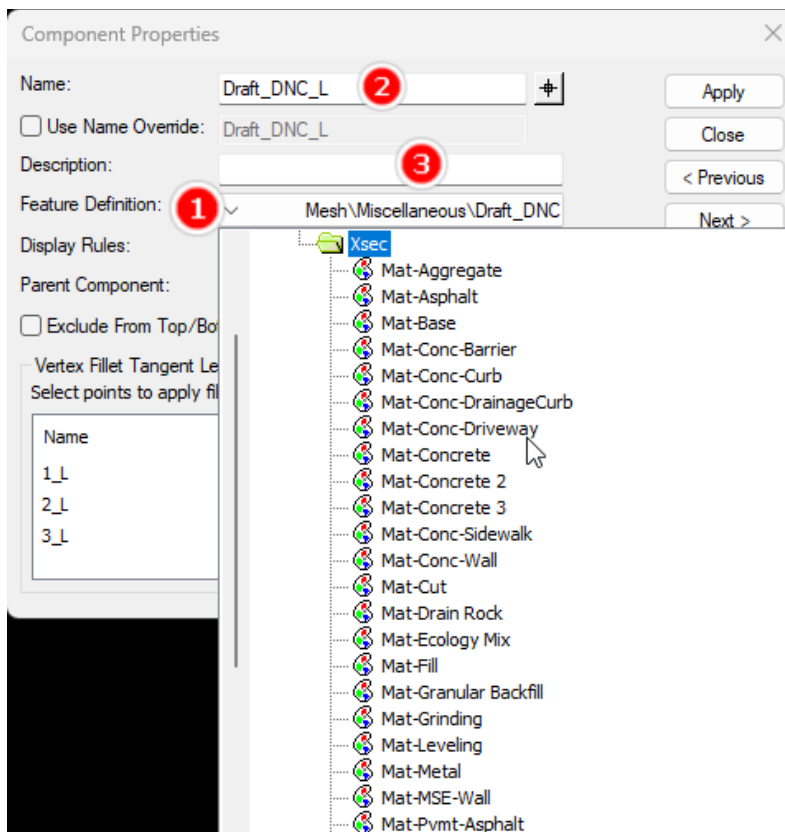 Component Properties
Name:
Draft_DNC_L
2
Apply
Use Name Override:
Draft_DNC_L
Close
Description:
3
< Previous
Feature Definition:
1
Mesh\Miscellaneous\Draft_DNC
Next >
Display Rules:
Xsec
Mat-Aggregate
Parent Component:
Mat-Asphalt
Exclude From Top/Bo
Mat-Base
Mat-Conc-Barrier
Vertex Fillet Tangent Le
Mat-Conc-Curb
Select points to apply fil
Mat-Conc-DrainageCurb
Name
Mat-Conc-Driveway
Mat-Concrete
1_L
Mat-Concrete 2
2_L
Mat-Concrete 3
3_L
Mat-Conc-Sidewalk
Mat-Conc-Wall
Mat-Cut
Mat-Drain Rock
Mat-Ecology Mix
Mat-Fill
Mat-Granular Backfill
Mat-Grinding
Mat-Leveling
Mat-Metal
Mat-MSE-Wall
Mat-Pvmt-Asphalt